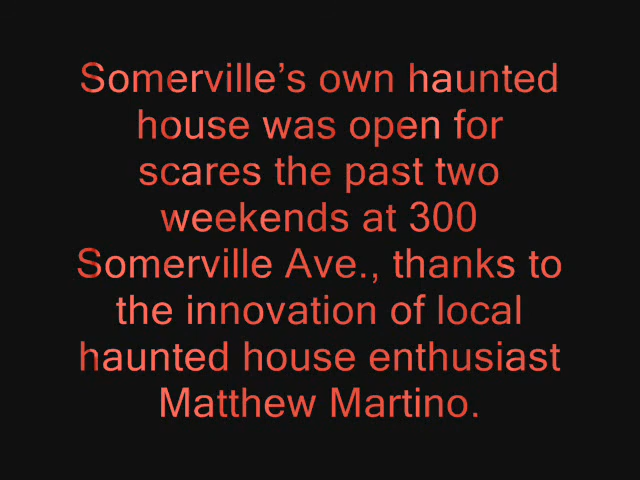 Somerville’s own haunted
house was open for
scares the past two
weekends at 300
Somerville Ave., thanks to
the innovation of local
haunted house enthusiast
Matthew Martino.